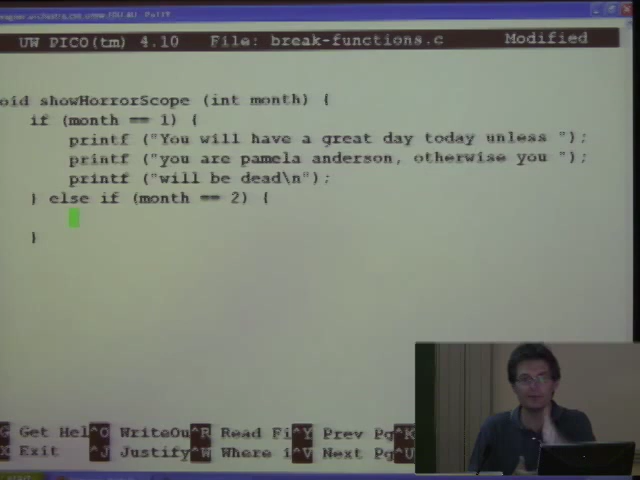 UW PICO(tm) 4.10 File: break-functions.c Modified
oid showHorrorScope (int month) {
if (month == 1) {
printf ("You will have a great day today unless ");
printf ("you are pamela anderson, otherwise you ");
printf ("will be dead\n");
} else if (month == 2) {
}
G Get Hel ^O WriteOu ^R Read Fi ^Y Prev Pg ^K
X Exit ^J Justify ^W Where i ^V Next Pg ^U